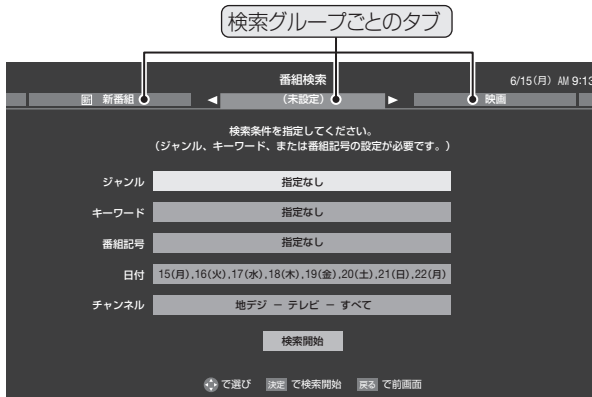 検索グループごとのタブ
番組検索 6/15(月) AM 9:13
新 新番組 ◀ (未設定) ▶ 映画
検索条件を指定してください。
(ジャンル、キーワード、または番組記号の設定が必要です。)
ジャンル 指定なし
キーワード 指定なし
番組記号 指定なし
日付 15(月),16(火),17(水),18(木),19(金),20(土),21(日),22(月)
チャンネル 地デジ － テレビ － すべて
検索開始
で選び 決定 で検索開始 戻る で前画面